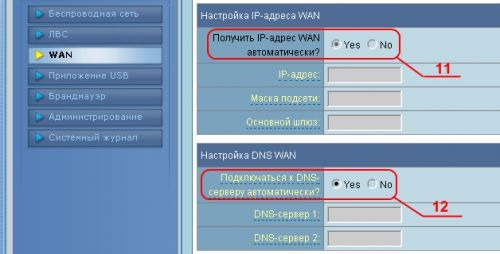 Беспроводная сеть
ЛВС
WAN
Приложение USB
Брандмауэр
Администрирование
Системный журнал
Настройка IP-адреса WAN
Получить IP-адрес WAN
автоматически?
Yes No
11
IP-адрес:
Маска подсети:
Основной шлюз:
Настройка DNS WAN
Подключаться к DNS-
серверу автоматически?
Yes No
12
DNS-сервер 1:
DNS-сервер 2: